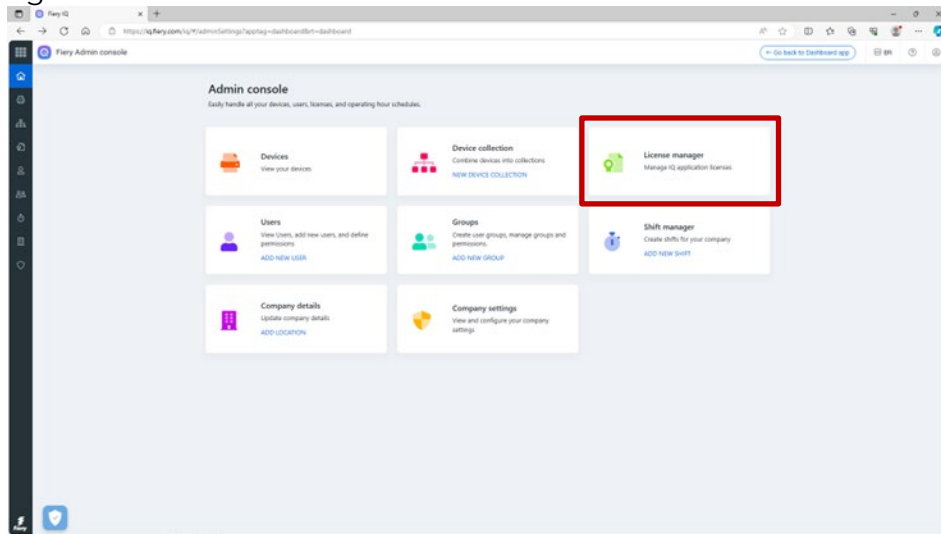 Fiery IQ
https://iq.fiery.com/iq/#/adminSettings?apptag=dashboard&rt=dashboard
Fiery Admin console
Go back to Dashboard app
EN
Admin console
Easily handle all your devices, users, licenses, and operating hour schedules.
Devices
View your devices
Device collection
Combine devices into collections
NEW DEVICE COLLECTION
License manager
Manage IQ application licenses
Users
View Users, add new users, and define
permissions
ADD NEW USER
Groups
Create user groups, manage groups and
permissions.
ADD NEW GROUP
Shift manager
Create shifts for your company
ADD NEW SHIFT
Company details
Update company details
ADD LOCATION
Company settings
View and configure your company
settings
Fiery